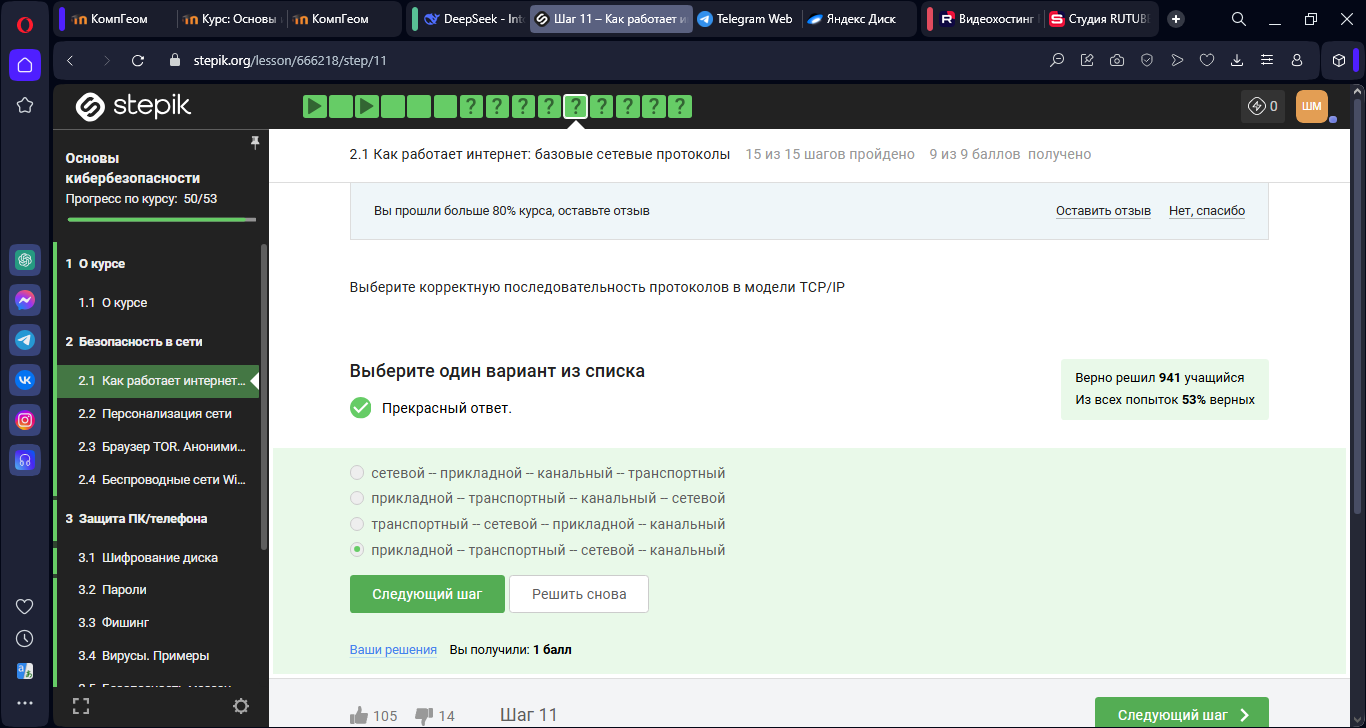 КомпГеом
Курс: Основы
КомпГеом
DeepSeek - Int
Шаг 11 – Как работает и
Telegram Web
Яндекс Диск
Видеохостинг
Студия RUTUBE
stepik.org/lesson/666218/step/11
stepik
0
ШМ
Основы
кибербезопасности
Прогресс по курсу: 50/53
1 О курсе
1.1 О курсе
2 Безопасность в сети
2.1 Как работает интернет...
2.2 Персонализация сети
2.3 Браузер TOR. Аноними...
2.4 Беспроводные сети Wi...
3 Защита ПК/телефона
3.1 Шифрование диска
3.2 Пароли
3.3 Фишинг
3.4 Вирусы. Примеры
2.1 Как работает интернет: базовые сетевые протоколы 15 из 15 шагов пройдено 9 из 9 баллов получено
Вы прошли больше 80% курса, оставьте отзыв
Оставить отзыв
Нет, спасибо
Выберите корректную последовательность протоколов в модели TCP/IP
Выберите один вариант из списка
Прекрасный ответ.
Верно решил 941 учащийся
Из всех попыток 53% верных
сетевой -- прикладной -- канальный -- транспортный
прикладной -- транспортный -- канальный -- сетевой
транспортный -- сетевой -- прикладной -- канальный
прикладной -- транспортный -- сетевой -- канальный
Следующий шаг
Решить снова
Ваши решения Вы получили: 1 балл
105
14
Шаг 11
Следующий шаг